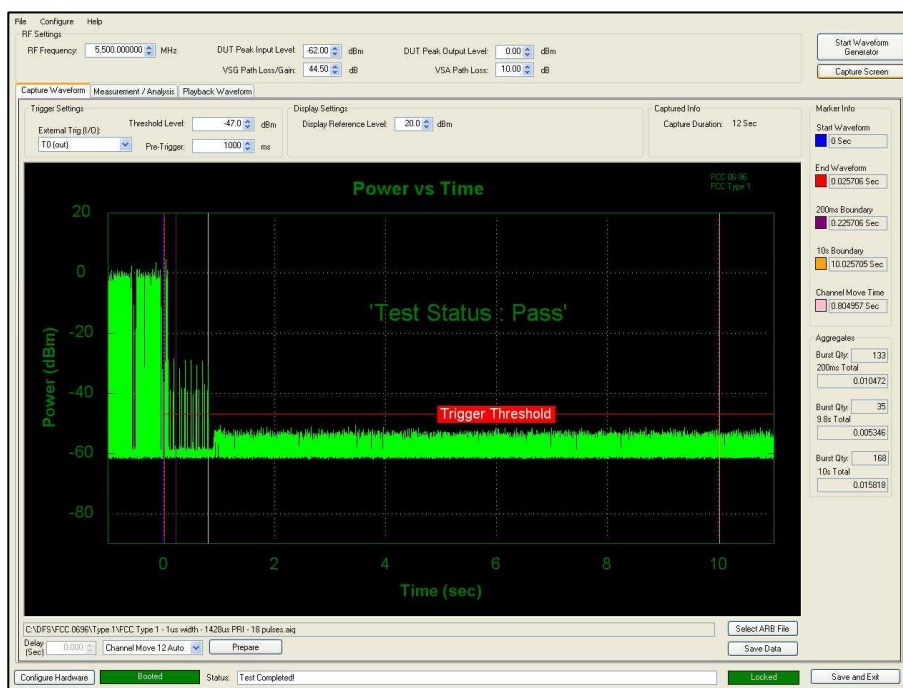 File Configure Help
RF Settings
RF Frequency: 5,500.000000 MHz DUT Peak Input Level: -62.00 dBm DUT Peak Output Level: 0.00 dBm
VSG Path Loss/Gain: 44.50 dB VSA Path Loss: 10.00 dB
Start Waveform Generator
Capture Screen
Capture Waveform Measurement / Analysis Playback Waveform
Trigger Settings
Threshold Level: -47.0 dBm
External Trig (I/O):
T0 (out) Pre-Trigger: 1000 ms
Display Settings
Display Reference Level: 20.0 dBm
Captured Info
Capture Duration: 12 Sec
Marker Info
Start Waveform
0 Sec
End Waveform
0.025706 Sec
200ms Boundary
0.225706 Sec
10s Boundary
10.025705 Sec
Channel Move Time
0.804957 Sec
Aggregates
Burst Qty: 133
200ms Total
0.010472
Burst Qty: 35
9.8s Total
0.005346
Burst Qty: 168
10s Total
0.015818
Power vs Time
FCC 06-96
FCC Type 1
20
0
-20
-40
-60
-80
Power (dBm)
'Test Status : Pass'
Trigger Threshold
0 2 4 6 8 10
Time (sec)
C:\DFS\FCC 0696\Type 1\FCC Type 1 - 1us width - 1428us PRI - 18 pulses.aiq
Select ARB File
Delay (Sec) 0.000 Channel Move 12 Auto Prepare
Save Data
Configure Hardware Booted Status: Test Completed! Locked Save and Exit